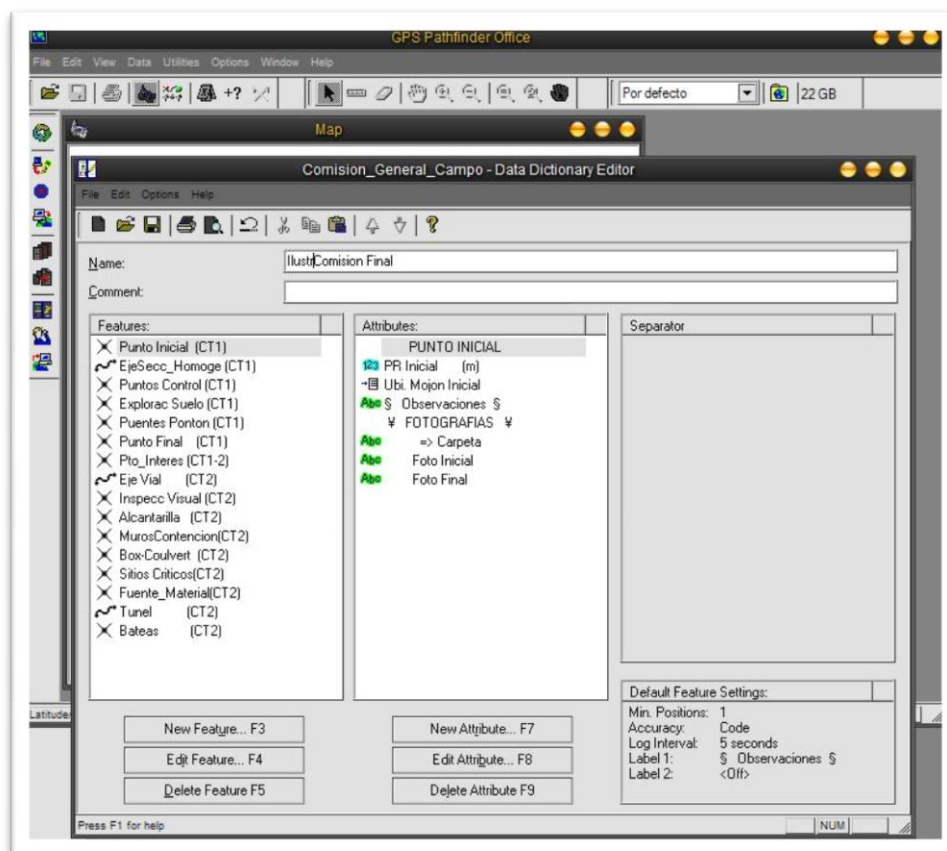 GPS Pathfinder Office
File Edit View Data Utilities Options Window Help
+? Por defecto 22 GB
Map
Comision_General_Campo - Data Dictionary Editor
File Edit Options Help
Name: IlustrComision Final
Comment:
Features:
Punto Inicial (CT1)
EjeSecc_Homoge (CT1)
Puntos Control (CT1)
Explorac Suelo (CT1)
Puentes Ponton (CT1)
Punto Final (CT1)
Pto_Interes (CT1-2)
Eje Vial (CT2)
Inspecc Visual (CT2)
Alcantarilla (CT2)
MurosContencion(CT2)
Box-Coulvert (CT2)
Sitios Criticos(CT2)
Fuente_Material(CT2)
Tunel (CT2)
Bateas (CT2)
Attributes:
PUNTO INICIAL
123 PR Inicial (m)
Ubi. Mojon Inicial
Abc § Observaciones §
¥ FOTOGRAFIAS ¥
Abc => Carpeta
Abc Foto Inicial
Abc Foto Final
Separator
Default Feature Settings:
Min. Positions: 1
Accuracy: Code
Log Interval: 5 seconds
Label 1: § Observaciones §
Label 2: <Off>
Latitude
New Feature... F3
Edit Feature... F4
Delete Feature F5
New Attribute... F7
Edit Attribute... F8
Delete Attribute F9
Press F1 for help
NUM